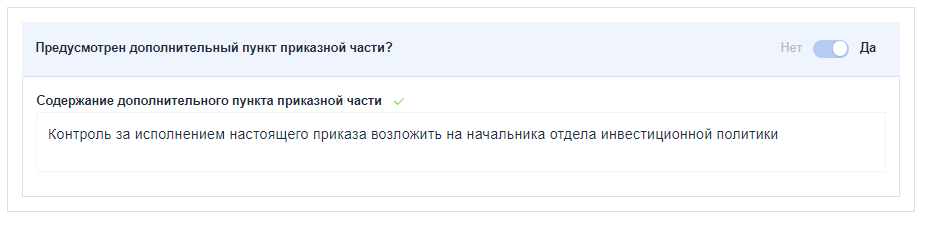 Предусмотрен дополнительный пункт приказной части? Нет Да
Содержание дополнительного пункта приказной части
Контроль за исполнением настоящего приказа возложить на начальника отдела инвестиционной политики